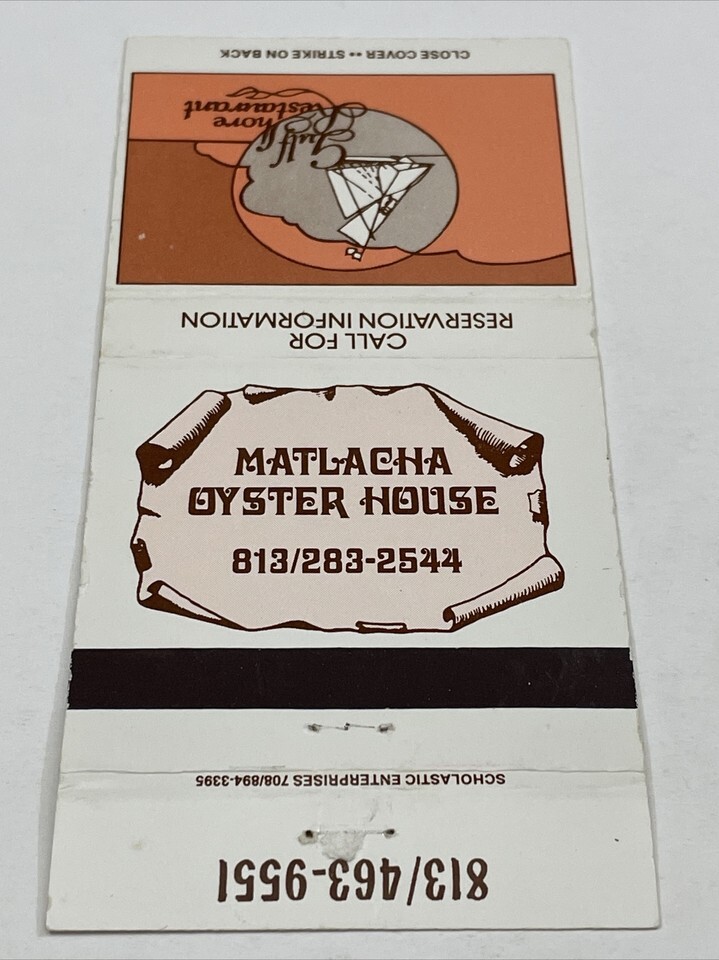 CLOSE COVER •• STRIKE ON BACK
Gulf
Shore
Restaurant
CALL FOR
RESERVATION INFORMATION
MATLACHA
OYSTER HOUSE
813/283-2544
SCHOLASTIC ENTERPRISES 708/894-3395
813/463-9551